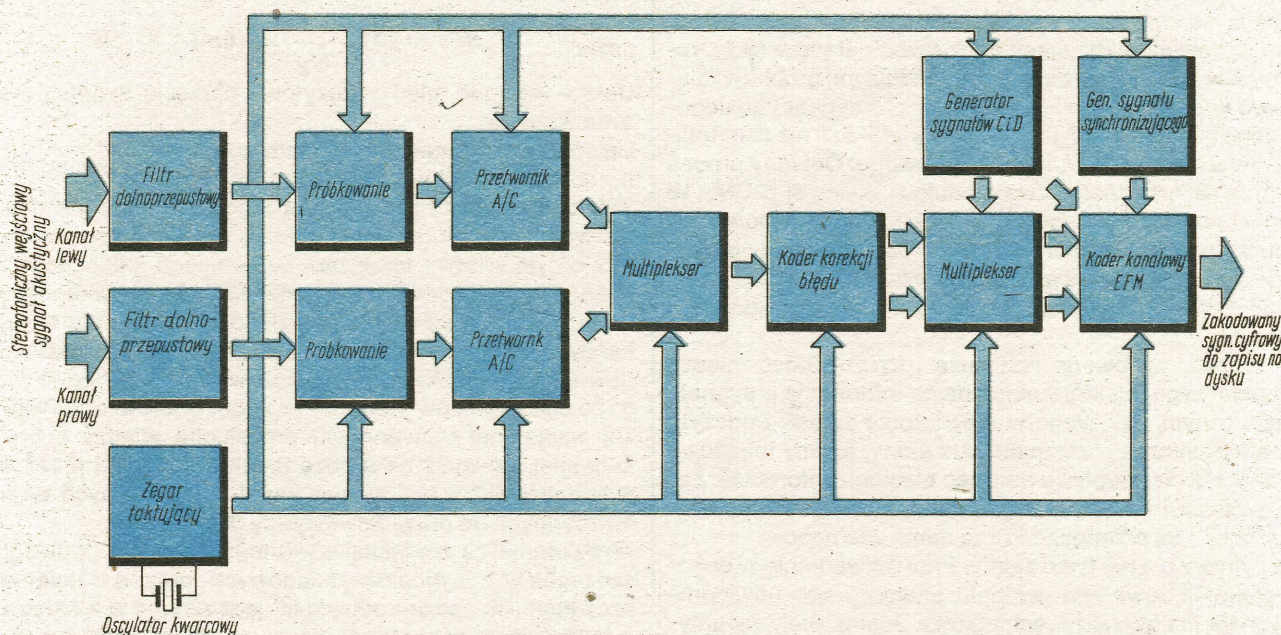 Generator
sygnałów C i D
Gen. sygnału
synchronizującego
Stereofoniczny wejściowy
sygnał akustyczny
Kanał
lewy
Filtr
dolnoprzepustowy
Próbkowanie
Przetwornik
A/C
Multiplekser
Koder korekcji
błędu
Multiplekser
Koder kanałowy
EFM
Zakodowany
sygn. cyfrowy
do zapisu na
dysku
Kanał
prawy
Filtr dolno-
przepustowy
Próbkowanie
Przetwornk
A/C
Zegar
taktujący
Oscylator kwarcowy